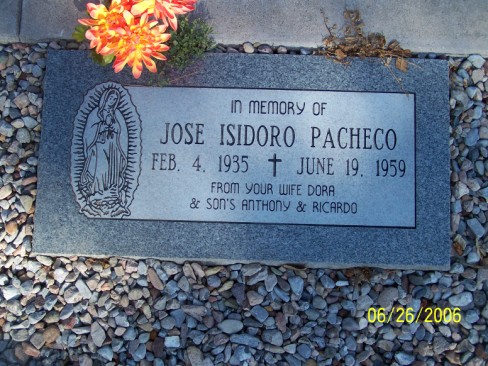 IN MEMORY OF
JOSE ISIDORO PACHECO
FEB. 4, 1935 † JUNE 19, 1959
FROM YOUR WIFE DORA
& SON'S ANTHONY & RICARDO
06/26/2006